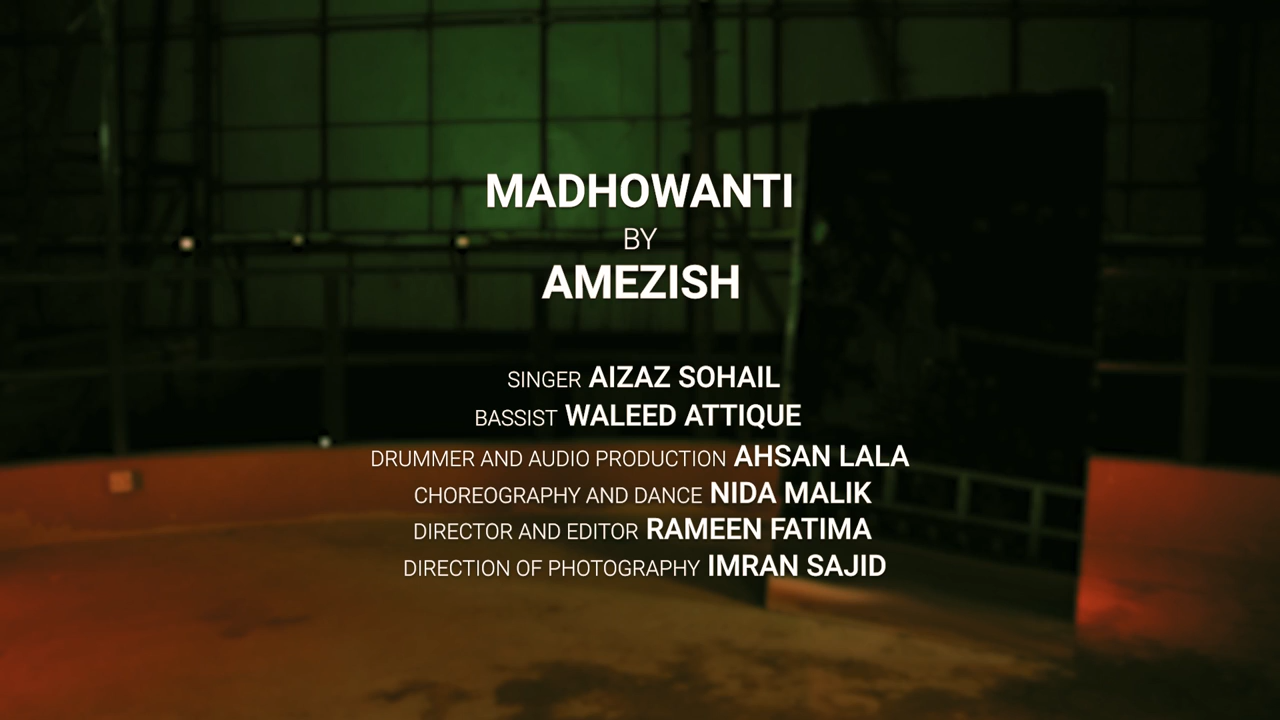 MADHOWANTI
BY
AMEZISH
SINGER AIZAZ SOHAIL
BASSIST WALEED ATTIQUE
DRUMMER AND AUDIO PRODUCTION AHSAN LALA
CHOREOGRAPHY AND DANCE NIDA MALIK
DIRECTOR AND EDITOR RAMEEN FATIMA
DIRECTION OF PHOTOGRAPHY IMRAN SAJID